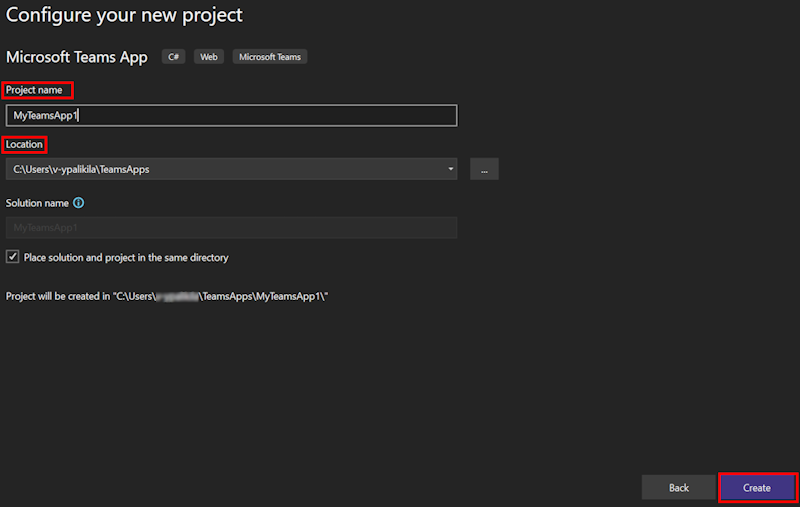 Configure your new project
Microsoft Teams App C# Web Microsoft Teams
Project name
MyTeamsApp1
Location
C:\Users\v-ypalikila\TeamsApps
...
Solution name
MyTeamsApp1
Place solution and project in the same directory
Project will be created in "C:\Users\ \TeamsApps\MyTeamsApp1\"
Back Create